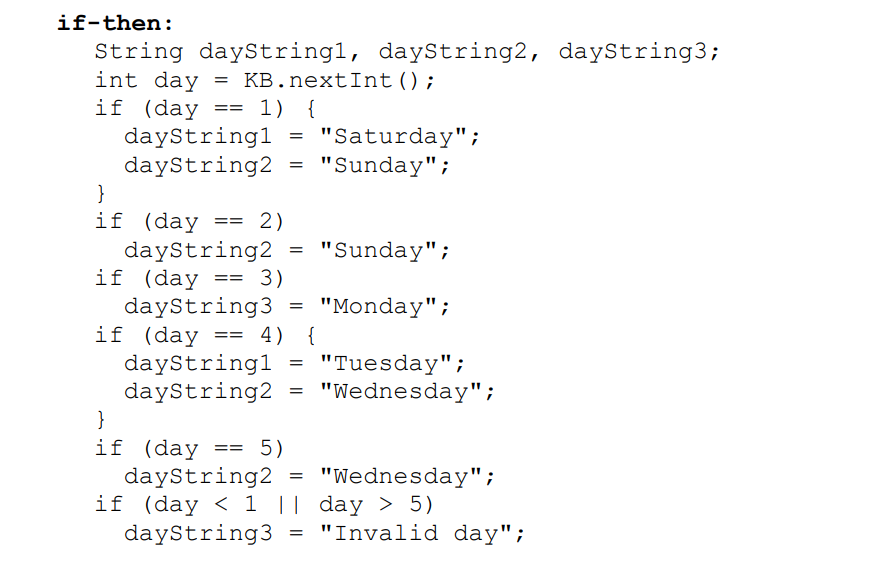 if-then:
String dayString1, dayString2, dayString3;
int day = KB.nextInt();
if (day == 1) {
dayString1 = "Saturday";
dayString2 = "Sunday";
}
if (day == 2)
dayString2 = "Sunday";
if (day == 3)
dayString3 = "Monday";
if (day == 4) {
dayString1 = "Tuesday";
dayString2 = "Wednesday";
}
if (day == 5)
dayString2 = "Wednesday";
if (day < 1 || day > 5)
dayString3 = "Invalid day";